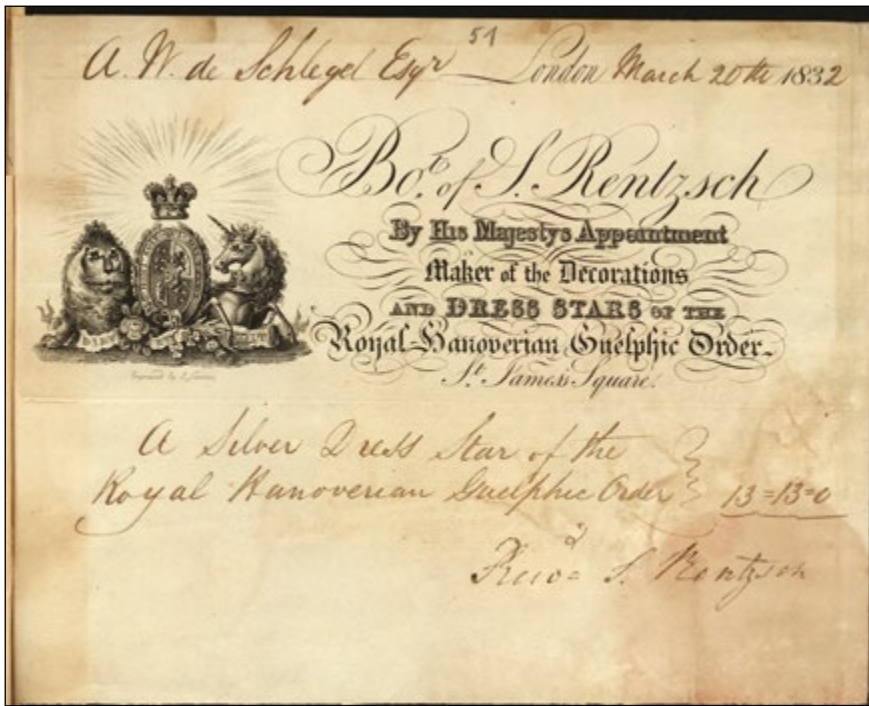 51
A. W. de Schlegel Esqr London March 20th 1832
Bot. of S. Rentzsch
By His Majestys Appointment
Maker of the Decorations
AND DRESS STARS OF THE
Royal Hanoverian Guelphic Order.
St. James's Square.
Engraved by
A Silver Dress Star of the
Royal Hanoverian Guelphic Order } 13=13=0
S. Rentzsch